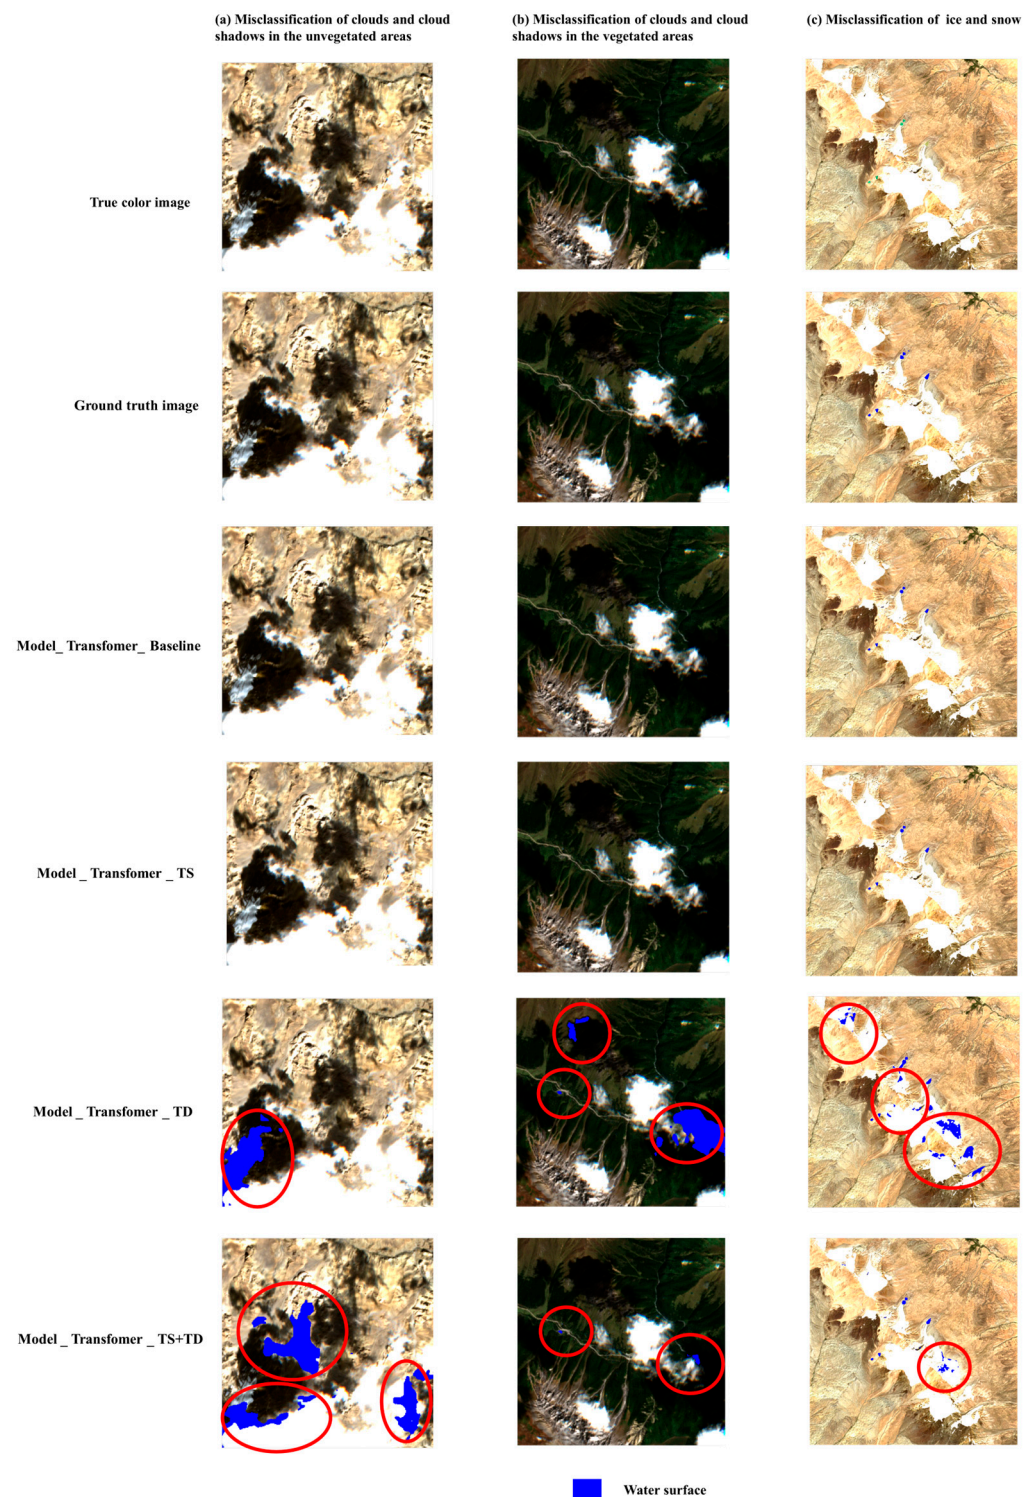 (a) Misclassification of clouds and cloud
shadows in the unvegetated areas
(b) Misclassification of clouds and cloud
shadows in the vegetated areas
(c) Misclassification of ice and snow
True color image
Ground truth image
Model_ Transfomer_ Baseline
Model _ Transfomer _ TS
Model _ Transfomer _ TD
Model _ Transfomer _ TS+TD
Water surface